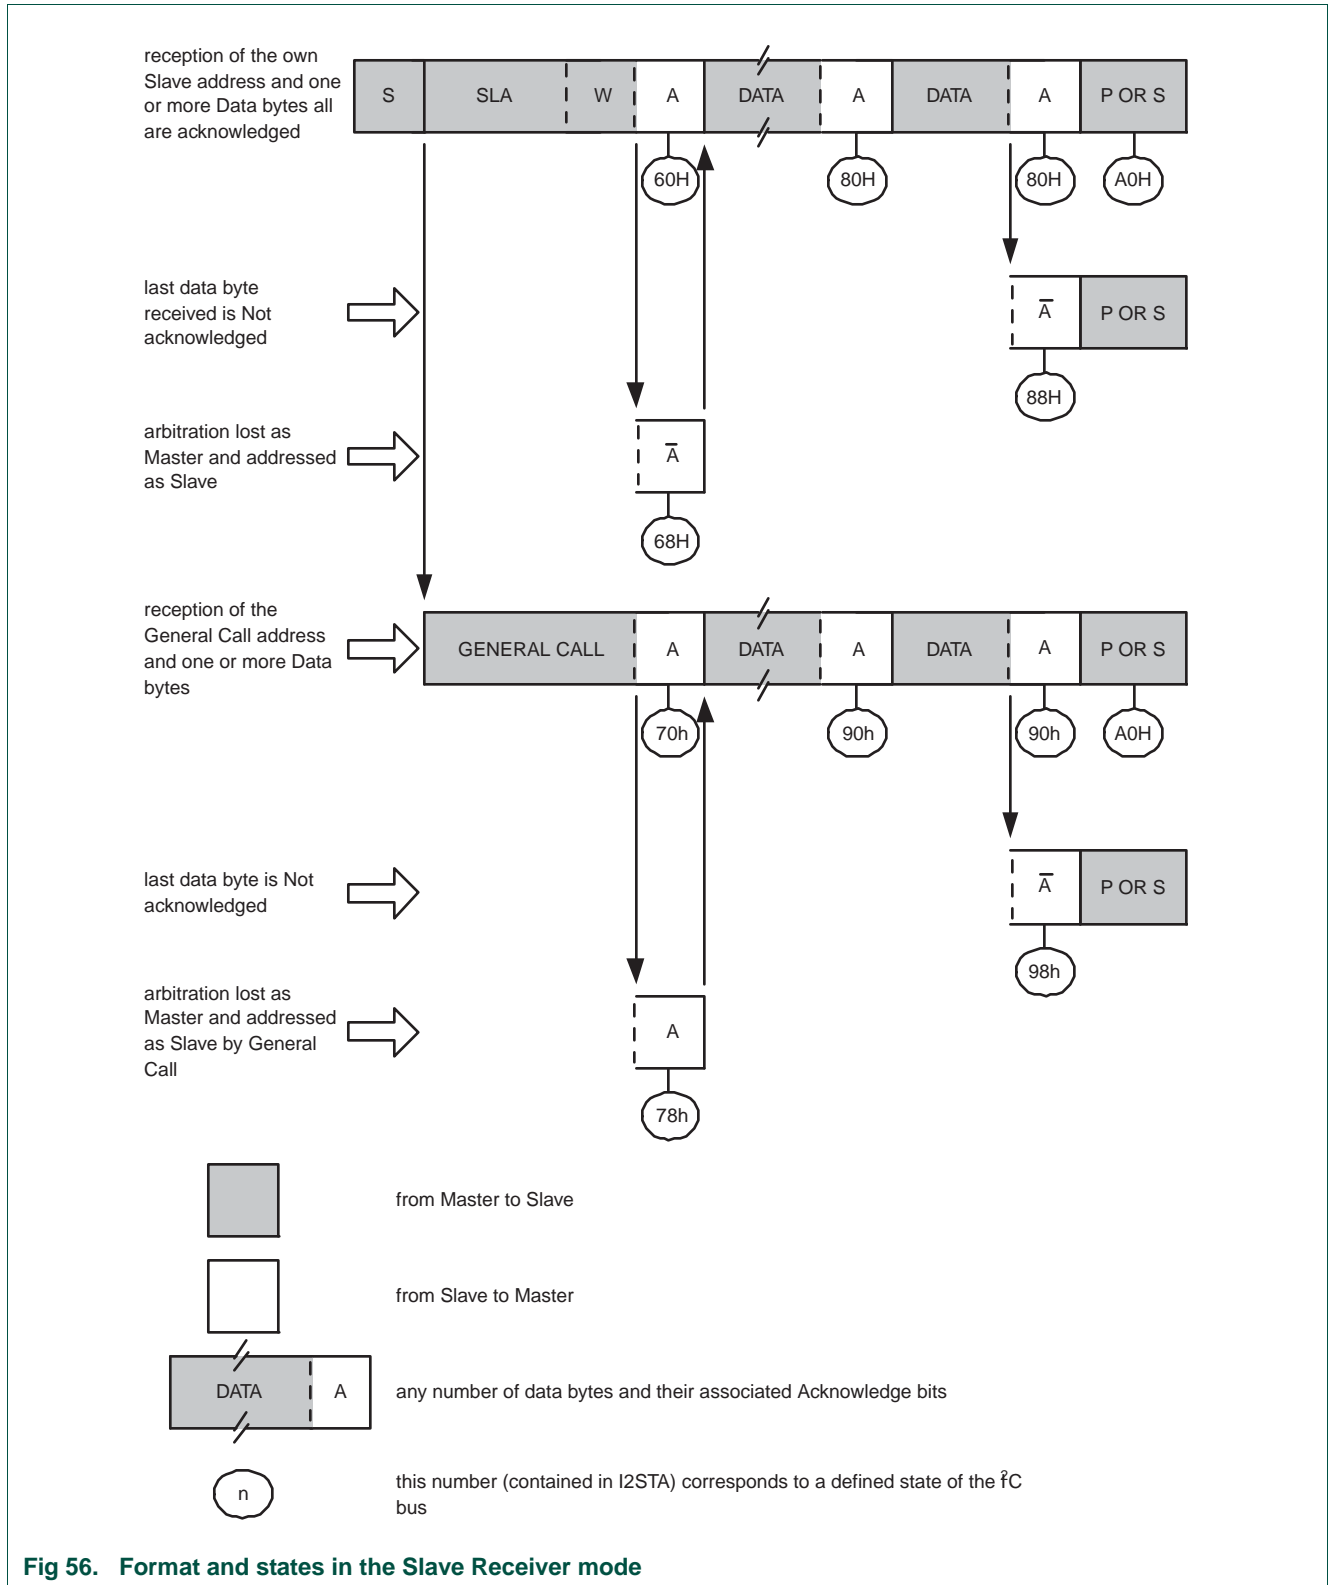 reception of the own
Slave address and one
or more Data bytes all
are acknowledged
S SLA W A DATA A DATA A P OR S
60H 80H 80H A0H
last data byte
received is Not
acknowledged
A̅ P OR S
88H
arbitration lost as
Master and addressed
as Slave
A̅
68H
reception of the
General Call address
and one or more Data
bytes
GENERAL CALL A DATA A DATA A P OR S
70h 90h 90h A0H
last data byte is Not
acknowledged
A̅ P OR S
98h
arbitration lost as
Master and addressed
as Slave by General
Call
A
78h
from Master to Slave
from Slave to Master
DATA A
any number of data bytes and their associated Acknowledge bits
n
this number (contained in I2STA) corresponds to a defined state of the I²C
bus
Fig 56. Format and states in the Slave Receiver mode